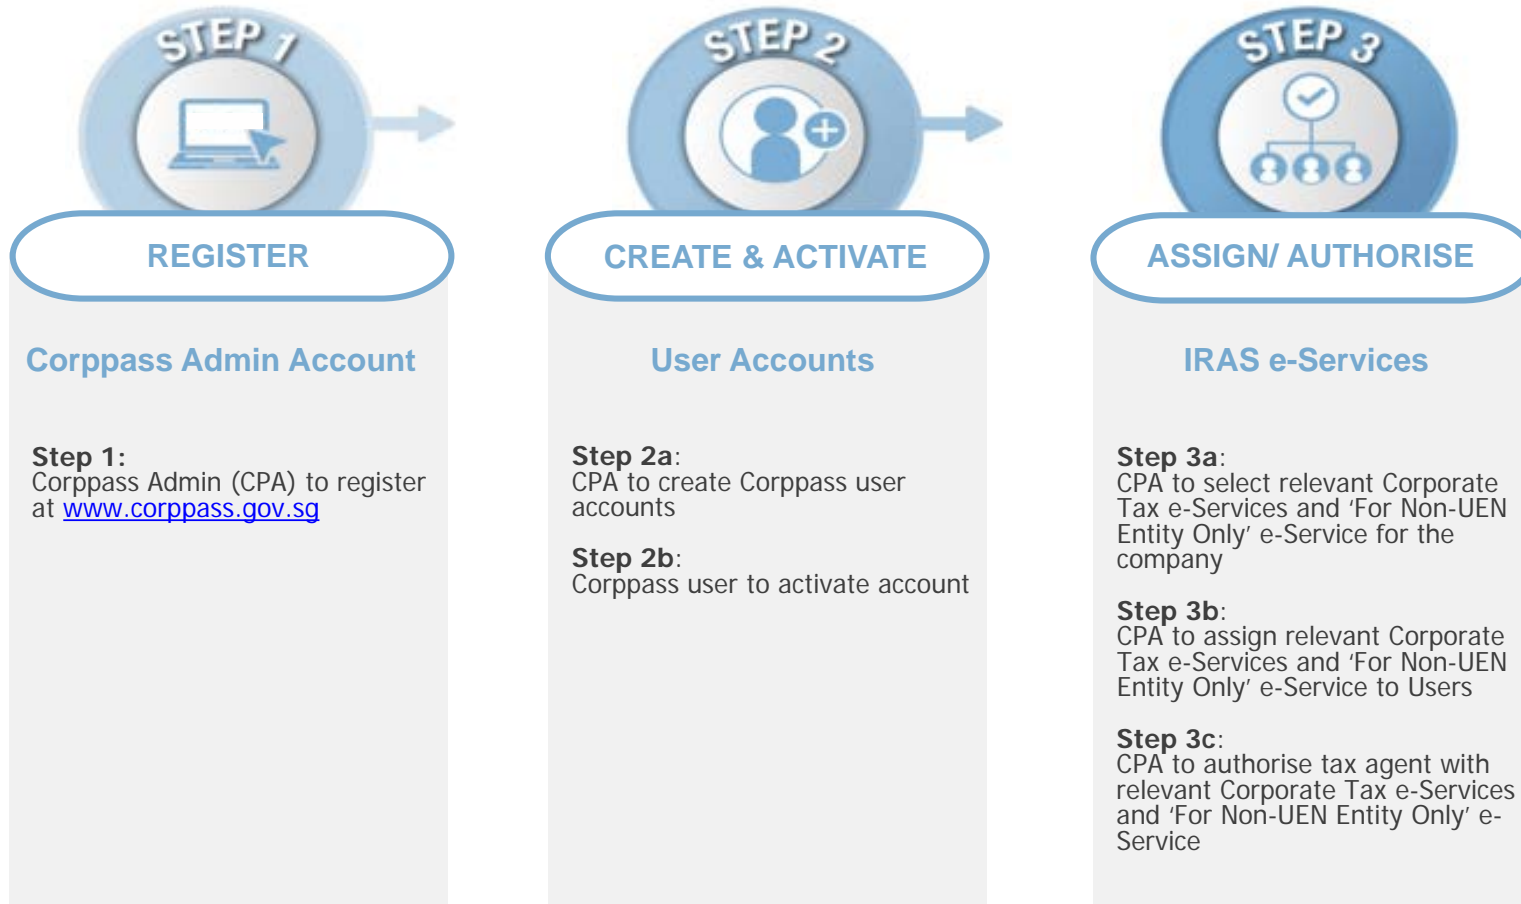 STEP 1
REGISTER
Corppass Admin Account
Step 1:
Corppass Admin (CPA) to register
at www.corppass.gov.sg
STEP 2
CREATE & ACTIVATE
User Accounts
Step 2a:
CPA to create Corppass user
accounts
Step 2b:
Corppass user to activate account
STEP 3
ASSIGN/ AUTHORISE
IRAS e-Services
Step 3a:
CPA to select relevant Corporate
Tax e-Services and ‘For Non-UEN
Entity Only’ e-Service for the
company
Step 3b:
CPA to assign relevant Corporate
Tax e-Services and ‘For Non-UEN
Entity Only’ e-Service to Users
Step 3c:
CPA to authorise tax agent with
relevant Corporate Tax e-Services
and ‘For Non-UEN Entity Only’ e-
Service